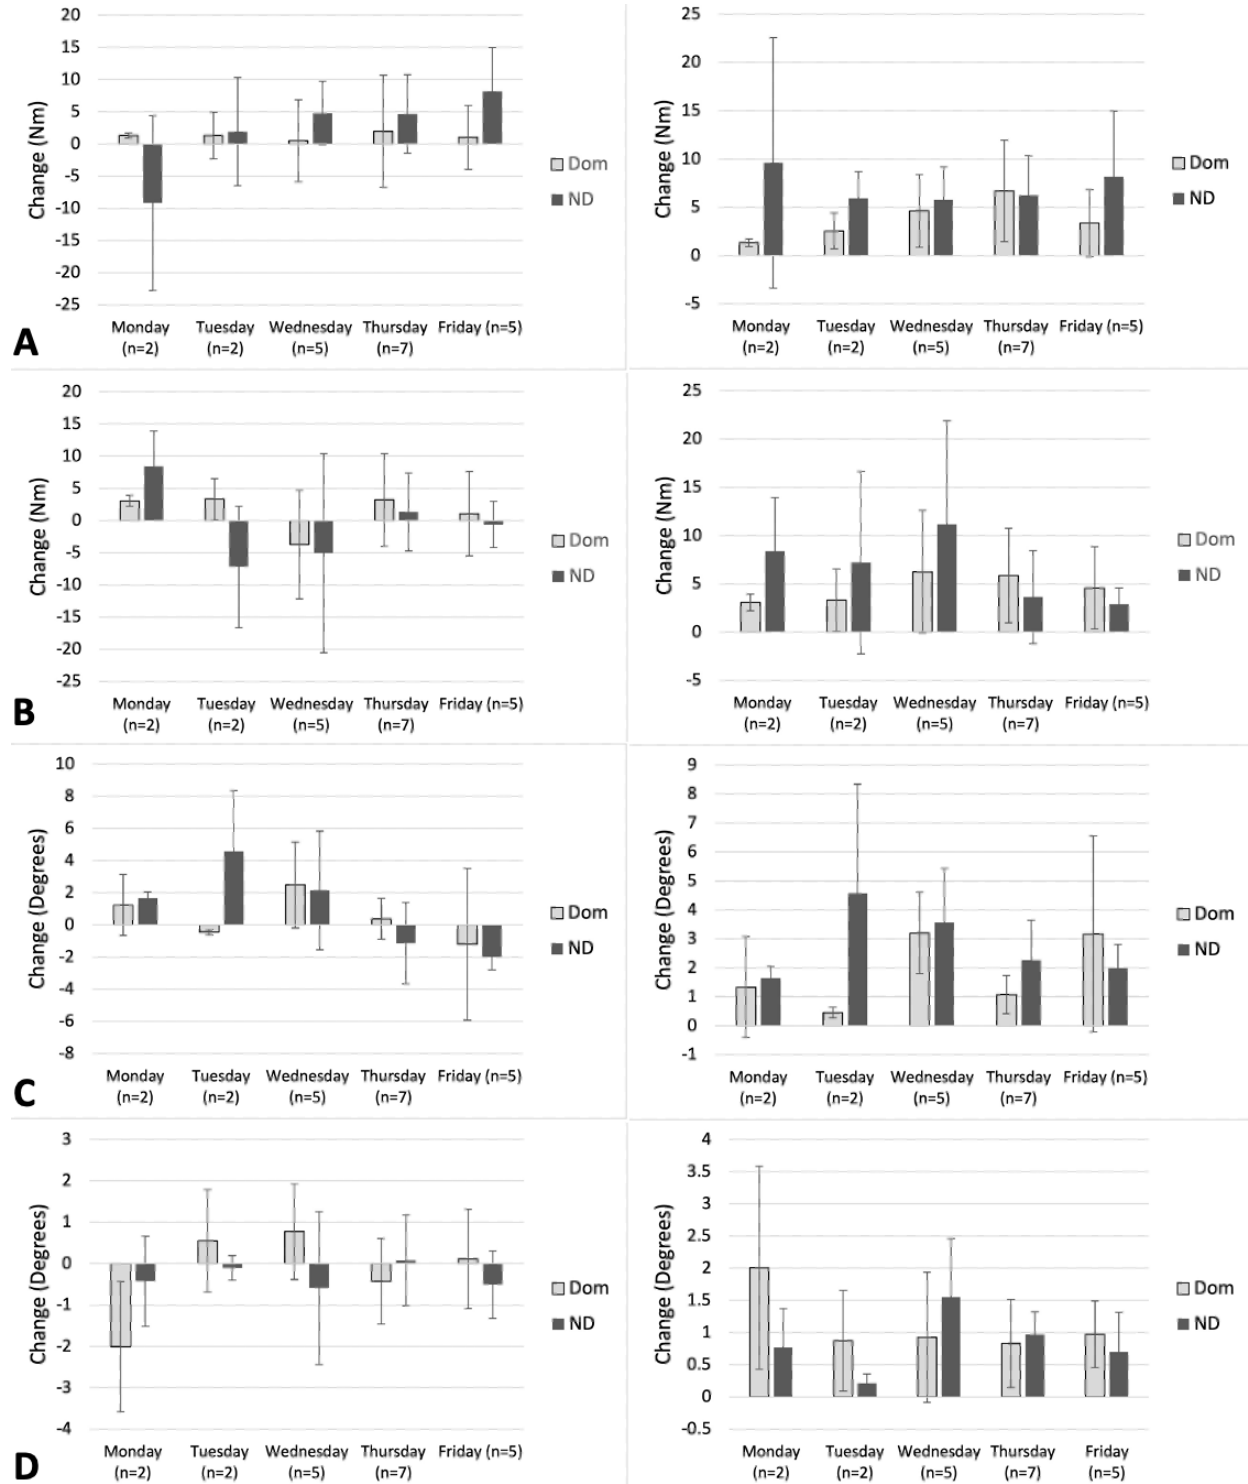 20
15
10
5
0
-5
-10
-15
-20
-25
Change (Nm)
Monday Tuesday Wednesday Thursday Friday (n=5)
(n=2) (n=2) (n=5) (n=7)
Dom
ND
A
25
20
15
10
5
0
-5
Change (Nm)
Monday Tuesday Wednesday Thursday Friday (n=5)
(n=2) (n=2) (n=5) (n=7)
Dom
ND
20
15
10
5
0
-5
-10
-15
-20
-25
Change (Nm)
Monday Tuesday Wednesday Thursday Friday (n=5)
(n=2) (n=2) (n=5) (n=7)
Dom
ND
B
25
20
15
10
5
0
-5
Change (Nm)
Monday Tuesday Wednesday Thursday Friday (n=5)
(n=2) (n=2) (n=5) (n=7)
Dom
ND
10
8
6
4
2
0
-2
-4
-6
-8
Change (Degrees)
Monday Tuesday Wednesday Thursday Friday (n=5)
(n=2) (n=2) (n=5) (n=7)
Dom
ND
C
9
8
7
6
5
4
3
2
1
0
-1
Change (Degrees)
Monday Tuesday Wednesday Thursday Friday (n=5)
(n=2) (n=2) (n=5) (n=7)
Dom
ND
3
2
1
0
-1
-2
-3
-4
Change (Degrees)
Monday Tuesday Wednesday Thursday Friday (n=5)
(n=2) (n=2) (n=5) (n=7)
Dom
ND
D
4
3.5
3
2.5
2
1.5
1
0.5
0
-0.5
Change (Degrees)
Monday Tuesday Wednesday Thursday Friday
(n=2) (n=2) (n=5) (n=7) (n=5)
Dom
ND